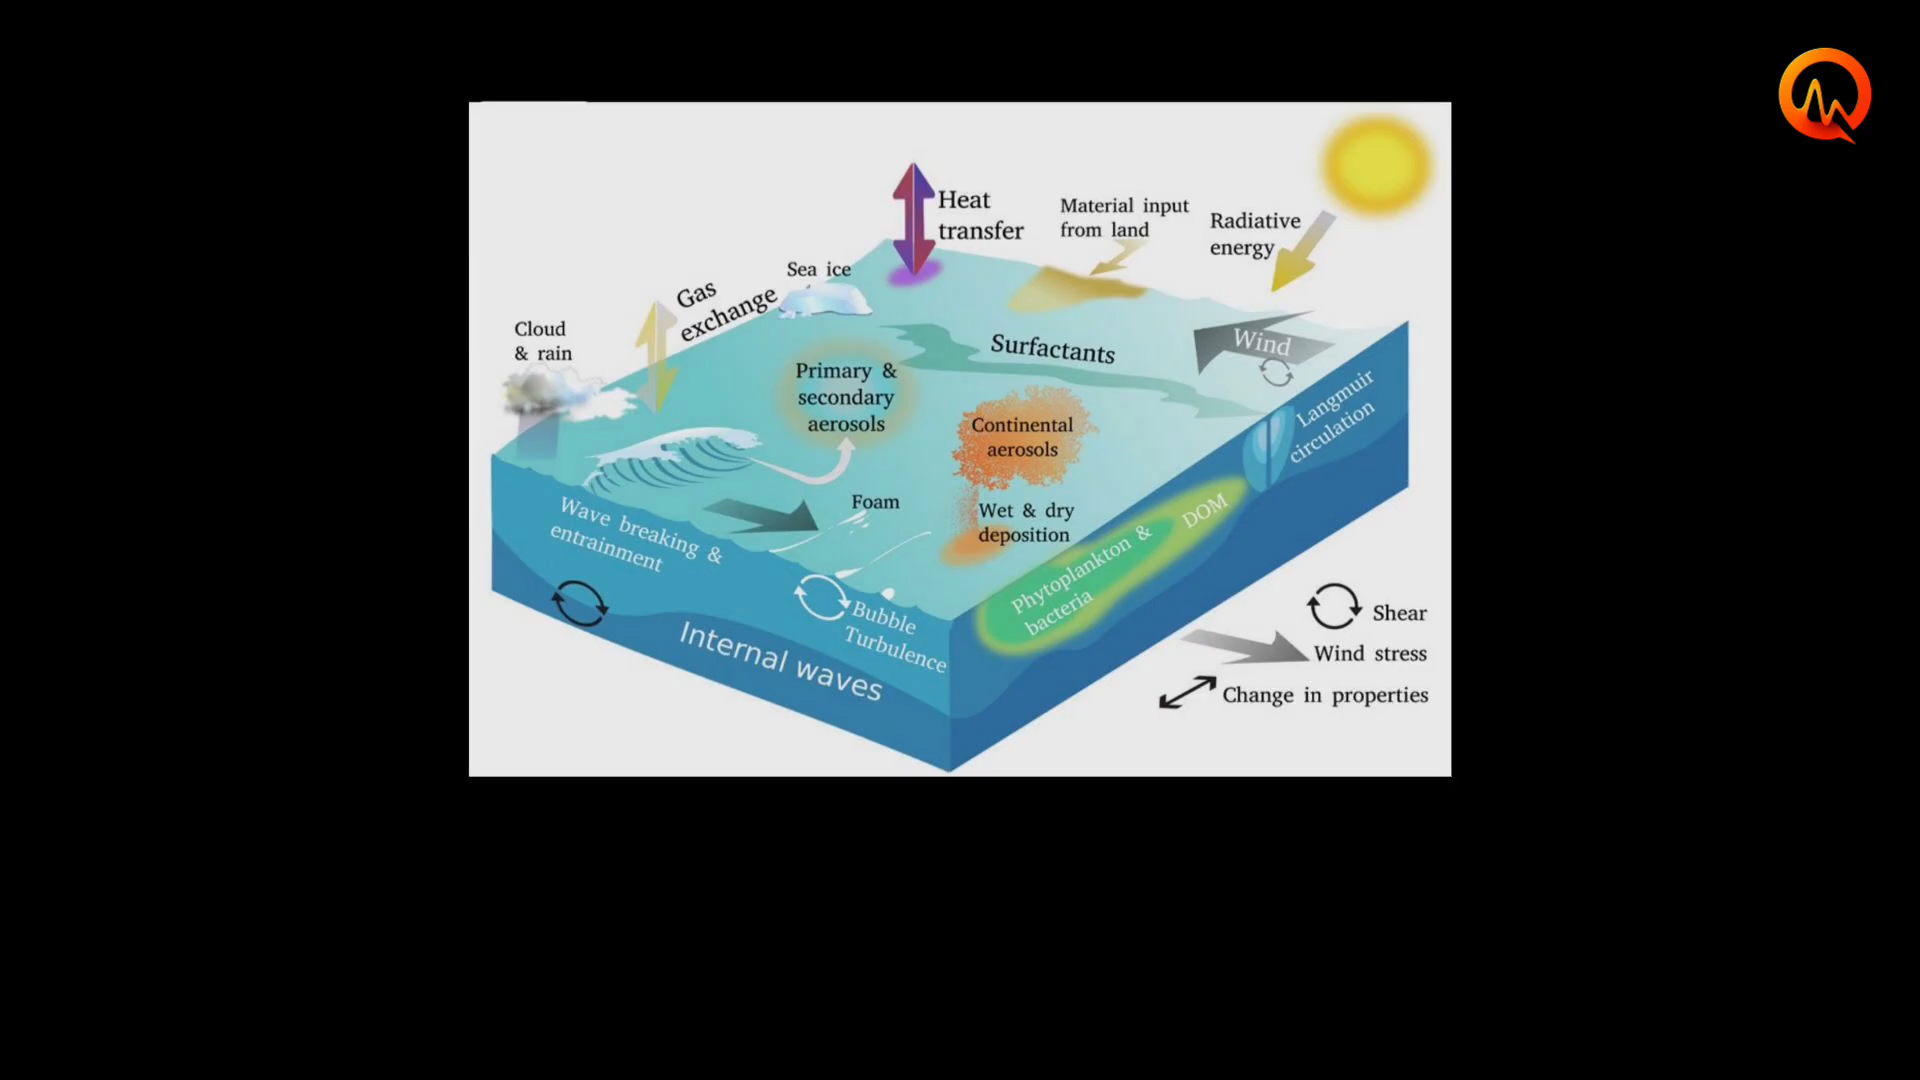 Heat
transfer
Material input
from land
Radiative
energy
Sea ice
Gas
exchange
Cloud
& rain
Wind
Surfactants
Primary &
secondary
aerosols
Continental
aerosols
Langmuir
circulation
Foam
Wet & dry
deposition
Wave breaking &
entrainment
Phytoplankton & DOM
bacteria
Bubble
Turbulence
Internal waves
Shear
Wind stress
Change in properties